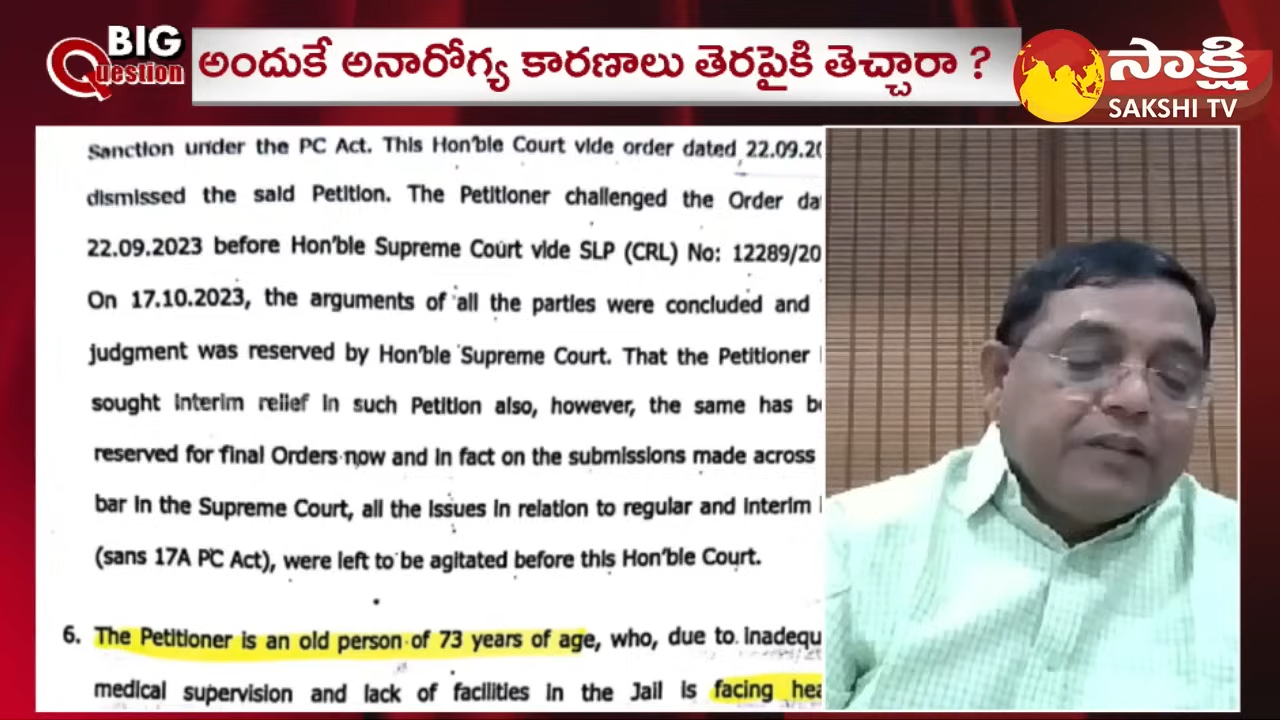 BIG
Question
అందుకే అనారోగ్య కారణాలు తెరపైకి తెచ్చారా ?
సాక్షి
SAKSHI TV
Sanction under the PC Act. This Hon'ble Court vide order dated 22.09.20
dismissed the said Petition. The Petitioner challenged the Order da
22.09.2023 before Hon'ble Supreme Court vide SLP (CRL) No: 12289/20
On 17.10.2023, the arguments of all the parties were concluded and
judgment was reserved by Hon'ble Supreme Court. That the Petitioner
sought interim relief in such Petition also, however, the same has be
reserved for final Orders now and in fact on the submissions made across
bar in the Supreme Court, all the issues in relation to regular and interim
(sans 17A PC Act), were left to be agitated before this Hon'ble Court.
6. The Petitioner is an old person of 73 years of age, who, due to inadequ
medical supervision and lack of facilities in the Jail is facing hea